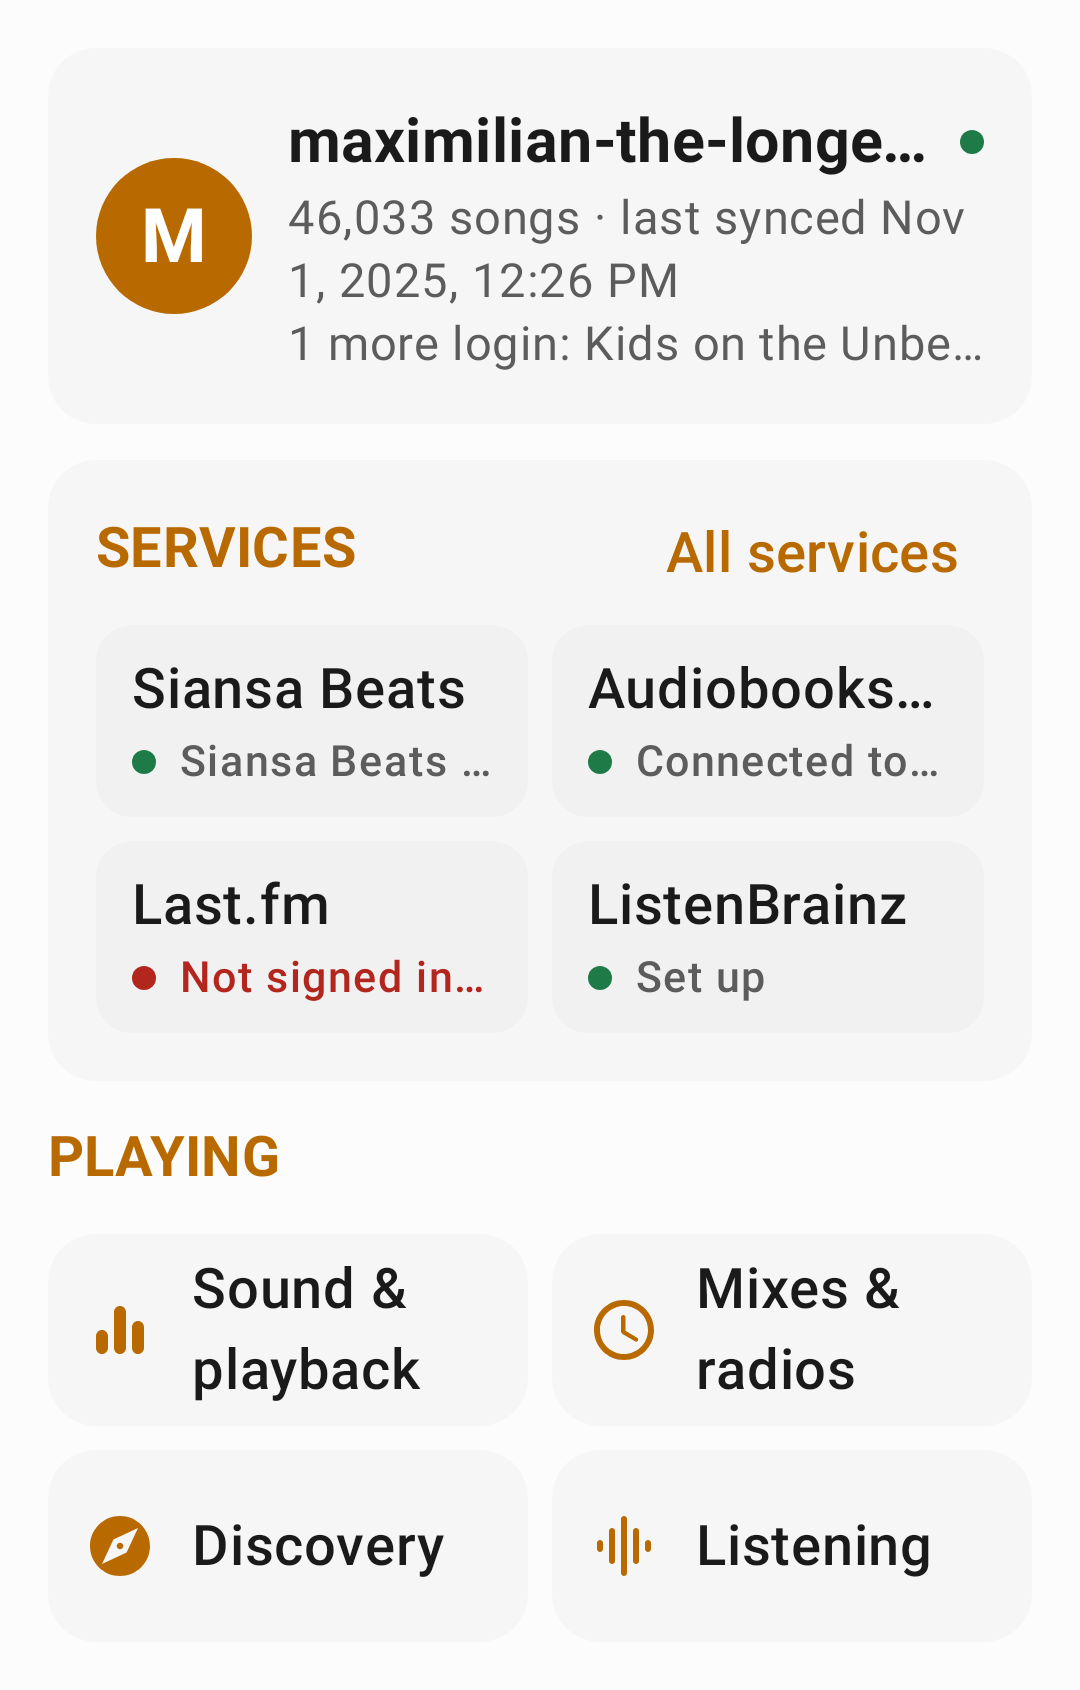 maximilian-the-longe…
M
46,033 songs · last synced Nov
1, 2025, 12:26 PM
1 more login: Kids on the Unbe…
SERVICES
All services
Siansa Beats
Siansa Beats …
Audiobooks…
Connected to…
Last.fm
Not signed in…
ListenBrainz
Set up
PLAYING
Sound &
playback
Mixes &
radios
Discovery
Listening